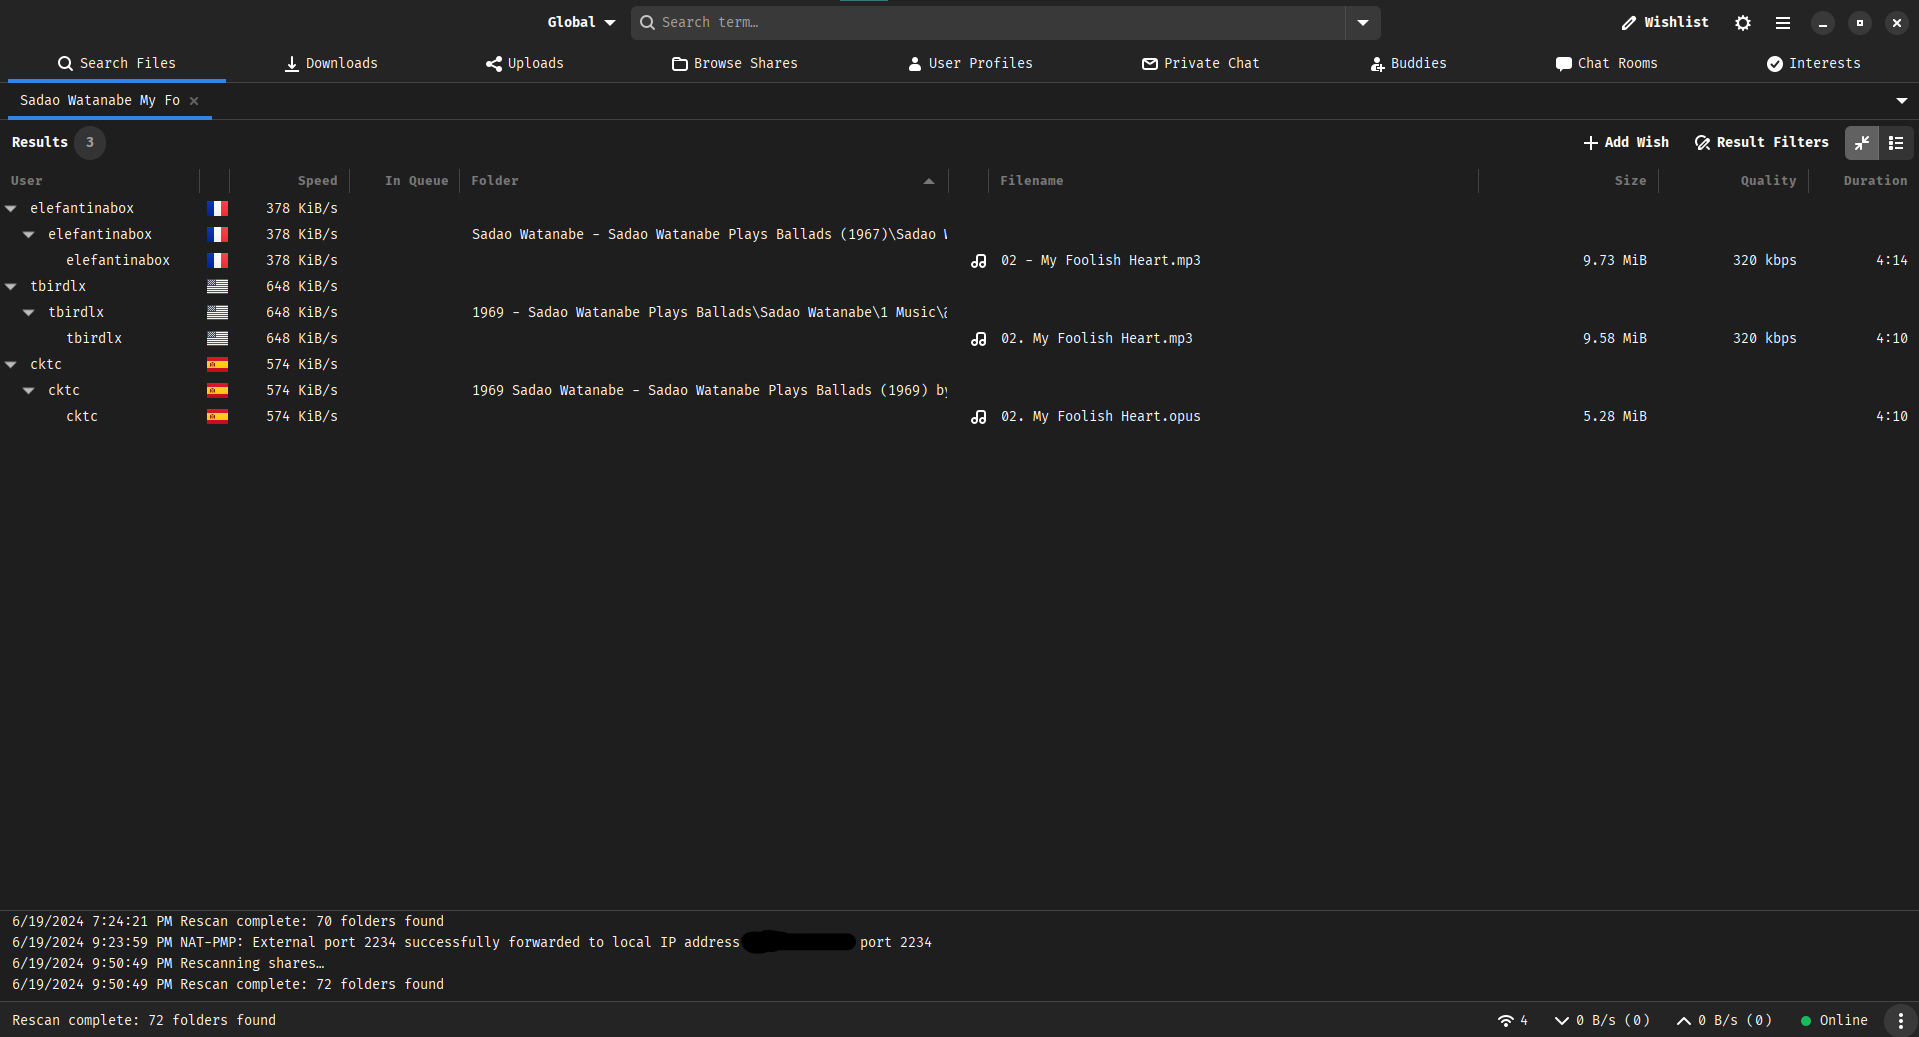 Global Search term… Wishlist
Search Files Downloads Uploads Browse Shares User Profiles Private Chat Buddies Chat Rooms Interests
Sadao Watanabe My Fo
Results 3 Add Wish Result Filters
User Speed In Queue Folder Filename Size Quality Duration
elefantinabox 378 KiB/s
elefantinabox 378 KiB/s Sadao Watanabe - Sadao Watanabe Plays Ballads (1967)\Sadao
elefantinabox 378 KiB/s 02 - My Foolish Heart.mp3 9.73 MiB 320 kbps 4:14
tbirdlx 648 KiB/s
tbirdlx 648 KiB/s 1969 - Sadao Watanabe Plays Ballads\Sadao Watanabe\1 Music\
tbirdlx 648 KiB/s 02. My Foolish Heart.mp3 9.58 MiB 320 kbps 4:10
cktc 574 KiB/s
cktc 574 KiB/s 1969 Sadao Watanabe - Sadao Watanabe Plays Ballads (1969) by
cktc 574 KiB/s 02. My Foolish Heart.opus 5.28 MiB 4:10
6/19/2024 7:24:21 PM Rescan complete: 70 folders found
6/19/2024 9:23:59 PM NAT-PMP: External port 2234 successfully forwarded to local IP address port 2234
6/19/2024 9:50:49 PM Rescanning shares…
6/19/2024 9:50:49 PM Rescan complete: 72 folders found
Rescan complete: 72 folders found 4 0 B/s (0) 0 B/s (0) Online